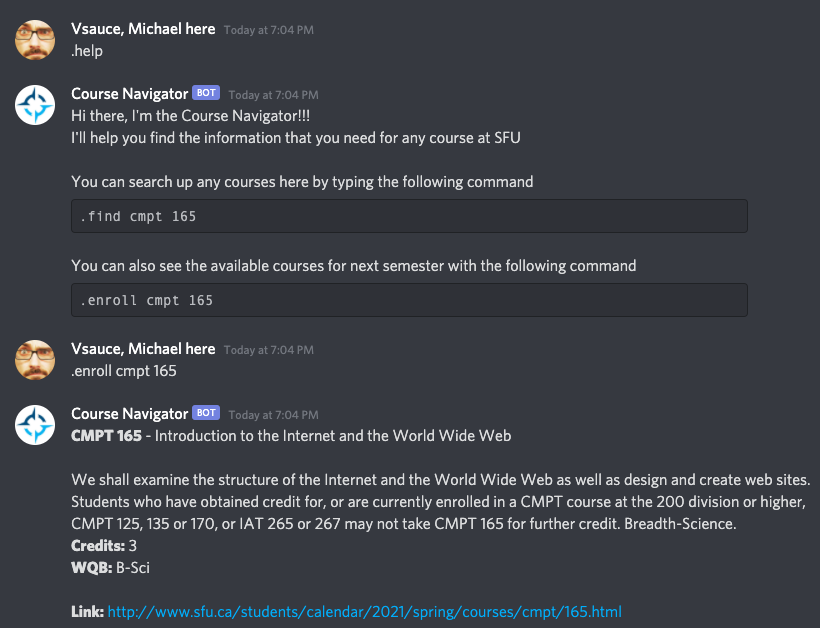 Vsauce, Michael here Today at 7:04 PM
.help
Course Navigator BOT Today at 7:04 PM
Hi there, I'm the Course Navigator!!!
I'll help you find the information that you need for any course at SFU
You can search up any courses here by typing the following command
.find cmpt 165
You can also see the available courses for next semester with the following command
.enroll cmpt 165
Vsauce, Michael here Today at 7:04 PM
.enroll cmpt 165
Course Navigator BOT Today at 7:04 PM
CMPT 165 - Introduction to the Internet and the World Wide Web
We shall examine the structure of the Internet and the World Wide Web as well as design and create web sites.
Students who have obtained credit for, or are currently enrolled in a CMPT course at the 200 division or higher,
CMPT 125, 135 or 170, or IAT 265 or 267 may not take CMPT 165 for further credit. Breadth-Science.
Credits: 3
WQB: B-Sci
Link: http://www.sfu.ca/students/calendar/2021/spring/courses/cmpt/165.html